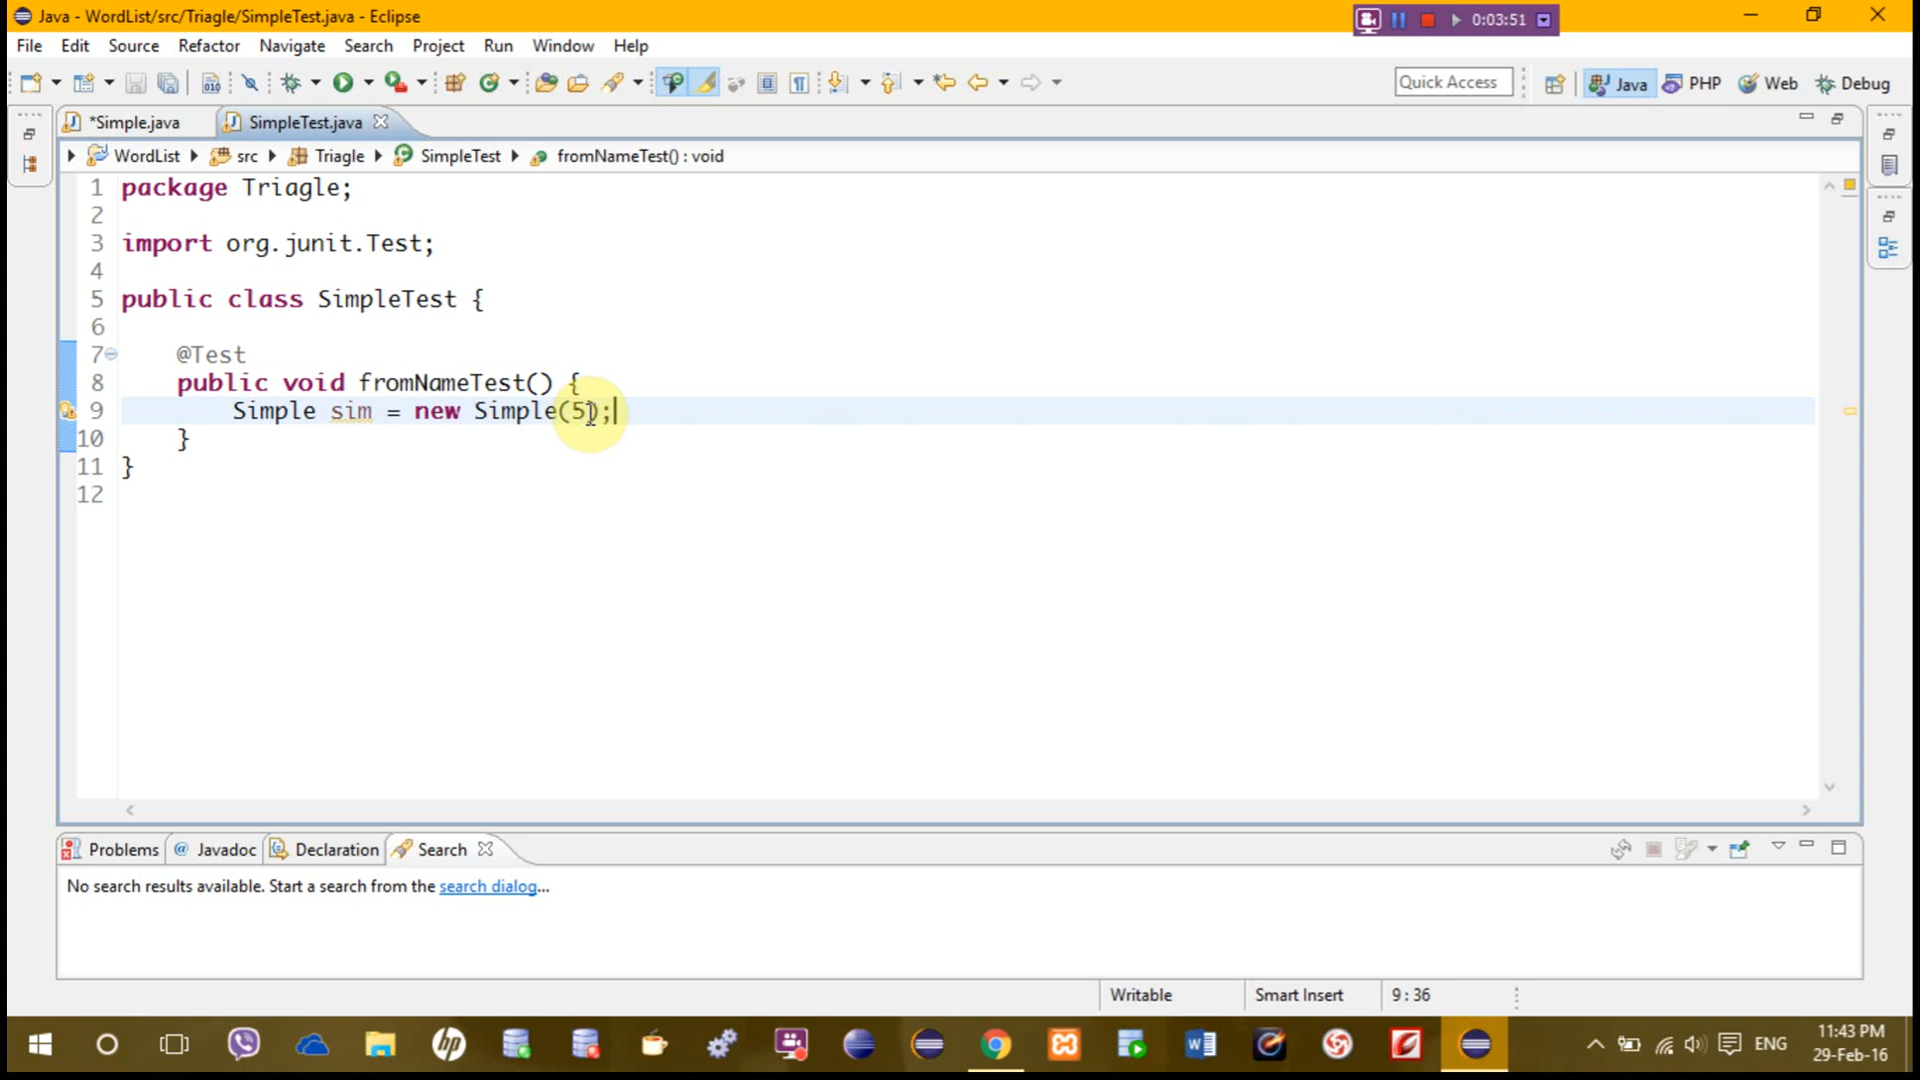 Java - WordList/src/Triagle/SimpleTest.java - Eclipse
0:03:51
File Edit Source Refactor Navigate Search Project Run Window Help
010
Quick Access
Java PHP Web Debug
*Simple.java SimpleTest.java
WordList src Triagle SimpleTest fromNameTest() : void
1 package Triagle;
2
3 import org.junit.Test;
4
5 public class SimpleTest {
6
7 @Test
8 public void fromNameTest() {
9 Simple sim = new Simple(5);
10 }
11 }
12
Problems @ Javadoc Declaration Search
No search results available. Start a search from the search dialog...
Writable Smart Insert 9 : 36
hp
ENG
11:43 PM
29-Feb-16